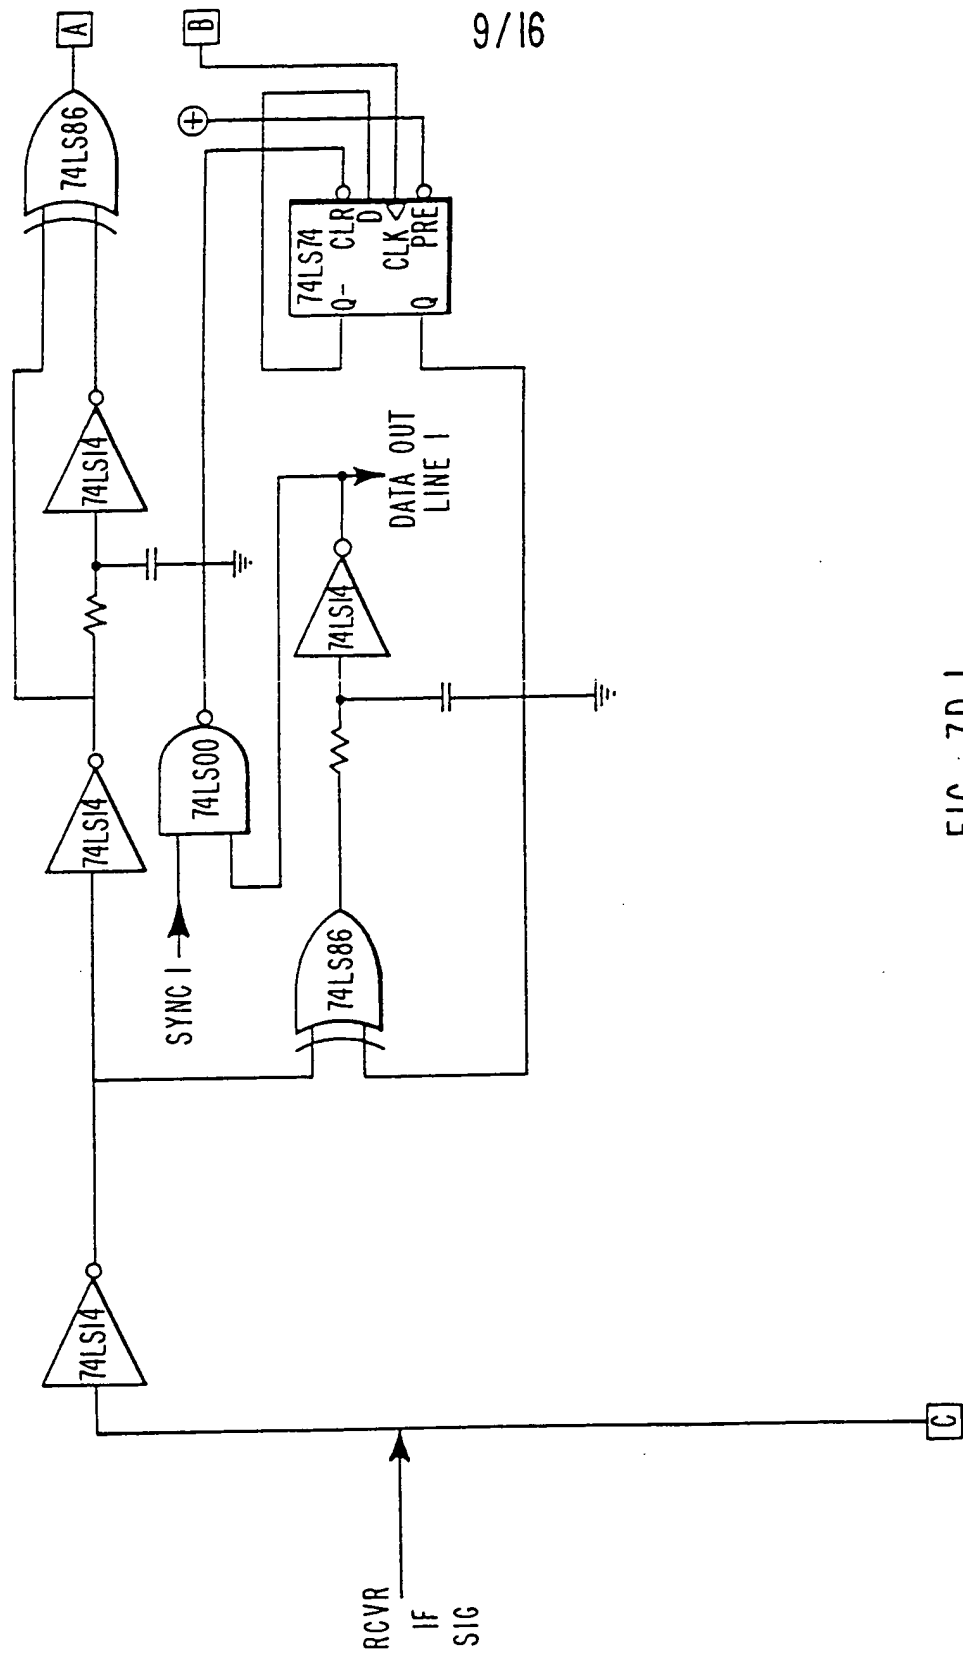 9/16
A
B
C
74LS86
74LS14
74LS14
74LS14
74LS00
74LS14
74LS86
74LS74
Q-
CLR
D
CLK
PRE
Q
+
SYNC 1
DATA OUT
LINE 1
RCVR
IF
SIG